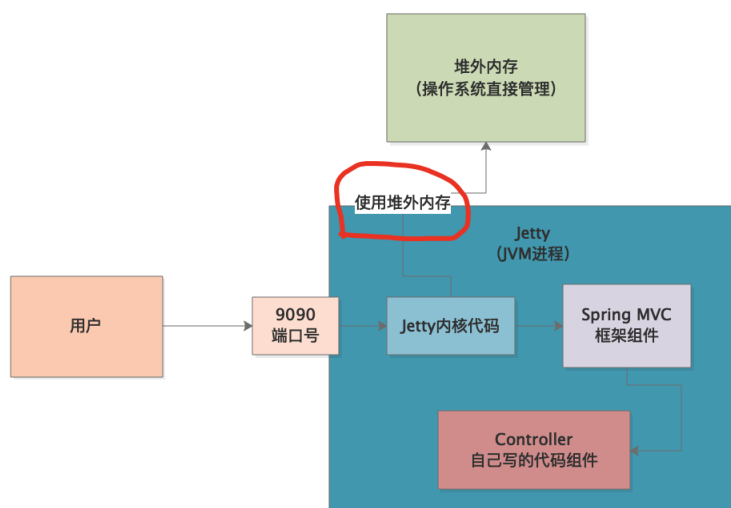 堆外内存
（操作系统直接管理）
使用堆外内存
Jetty
（JVM进程）
用户
9090
端口号
Jetty内核代码
Spring MVC
框架组件
Controller
自己写的代码组件